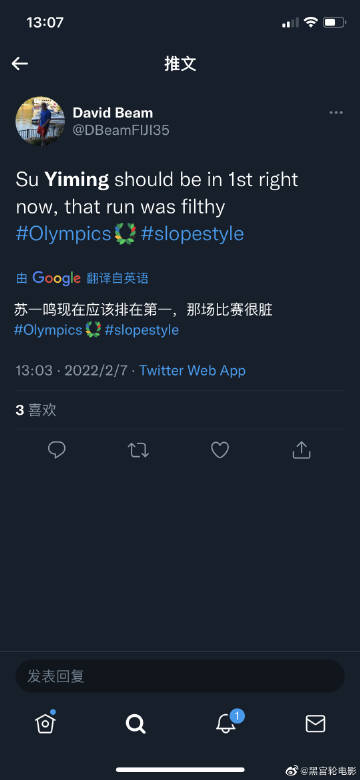 13:07
推文
David Beam
@DBeamFIJI35
Su Yiming should be in 1st right
now, that run was filthy
#Olympics #slopestyle
由 Google 翻译自英语
苏一鸣现在应该排在第一，那场比赛很脏
#Olympics #slopestyle
13:03 · 2022/2/7 · Twitter Web App
3 喜欢
发表回复
1
@黑官轮电影